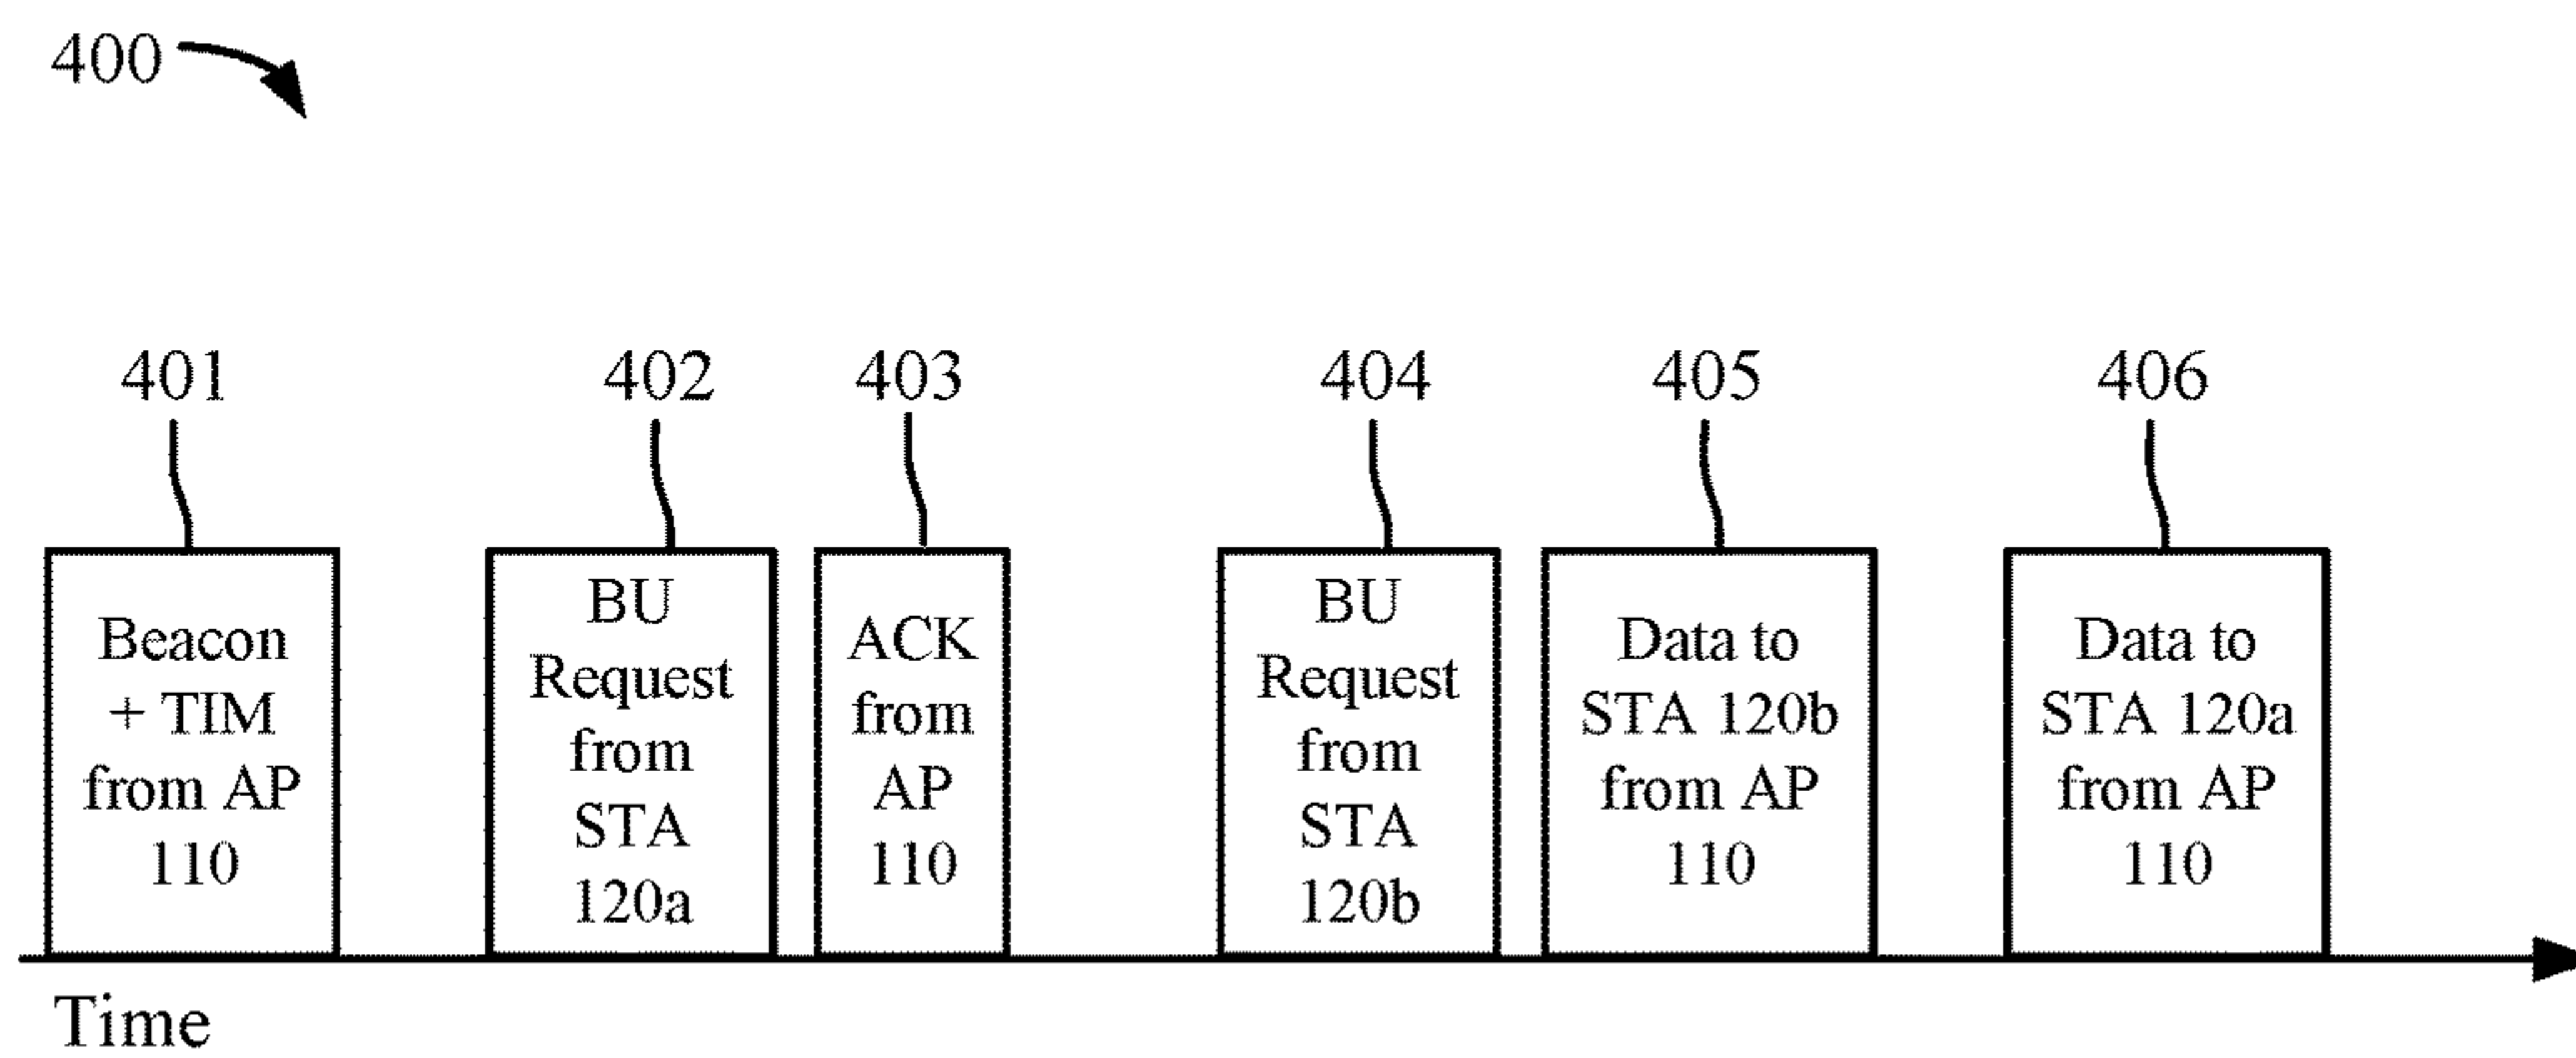 400
401
402
403
404
405
406
Beacon
+ TIM
from AP
110
BU
Request
from
STA
120a
ACK
from
AP
110
BU
Request
from
STA
120b
Data to
STA 120b
from AP
110
Data to
STA 120a
from AP
110
Time